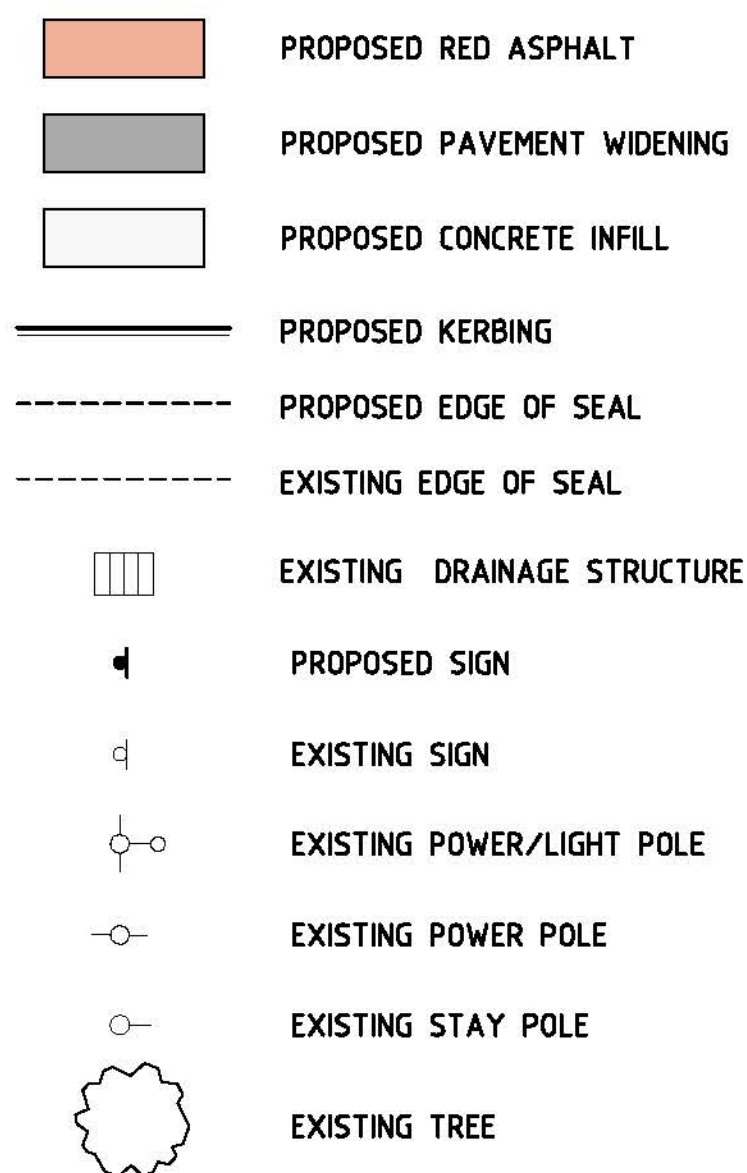 PROPOSED RED ASPHALT
PROPOSED PAVEMENT WIDENING
PROPOSED CONCRETE INFILL
PROPOSED KERBING
PROPOSED EDGE OF SEAL
EXISTING EDGE OF SEAL
EXISTING DRAINAGE STRUCTURE
PROPOSED SIGN
EXISTING SIGN
EXISTING POWER/LIGHT POLE
EXISTING POWER POLE
EXISTING STAY POLE
EXISTING TREE